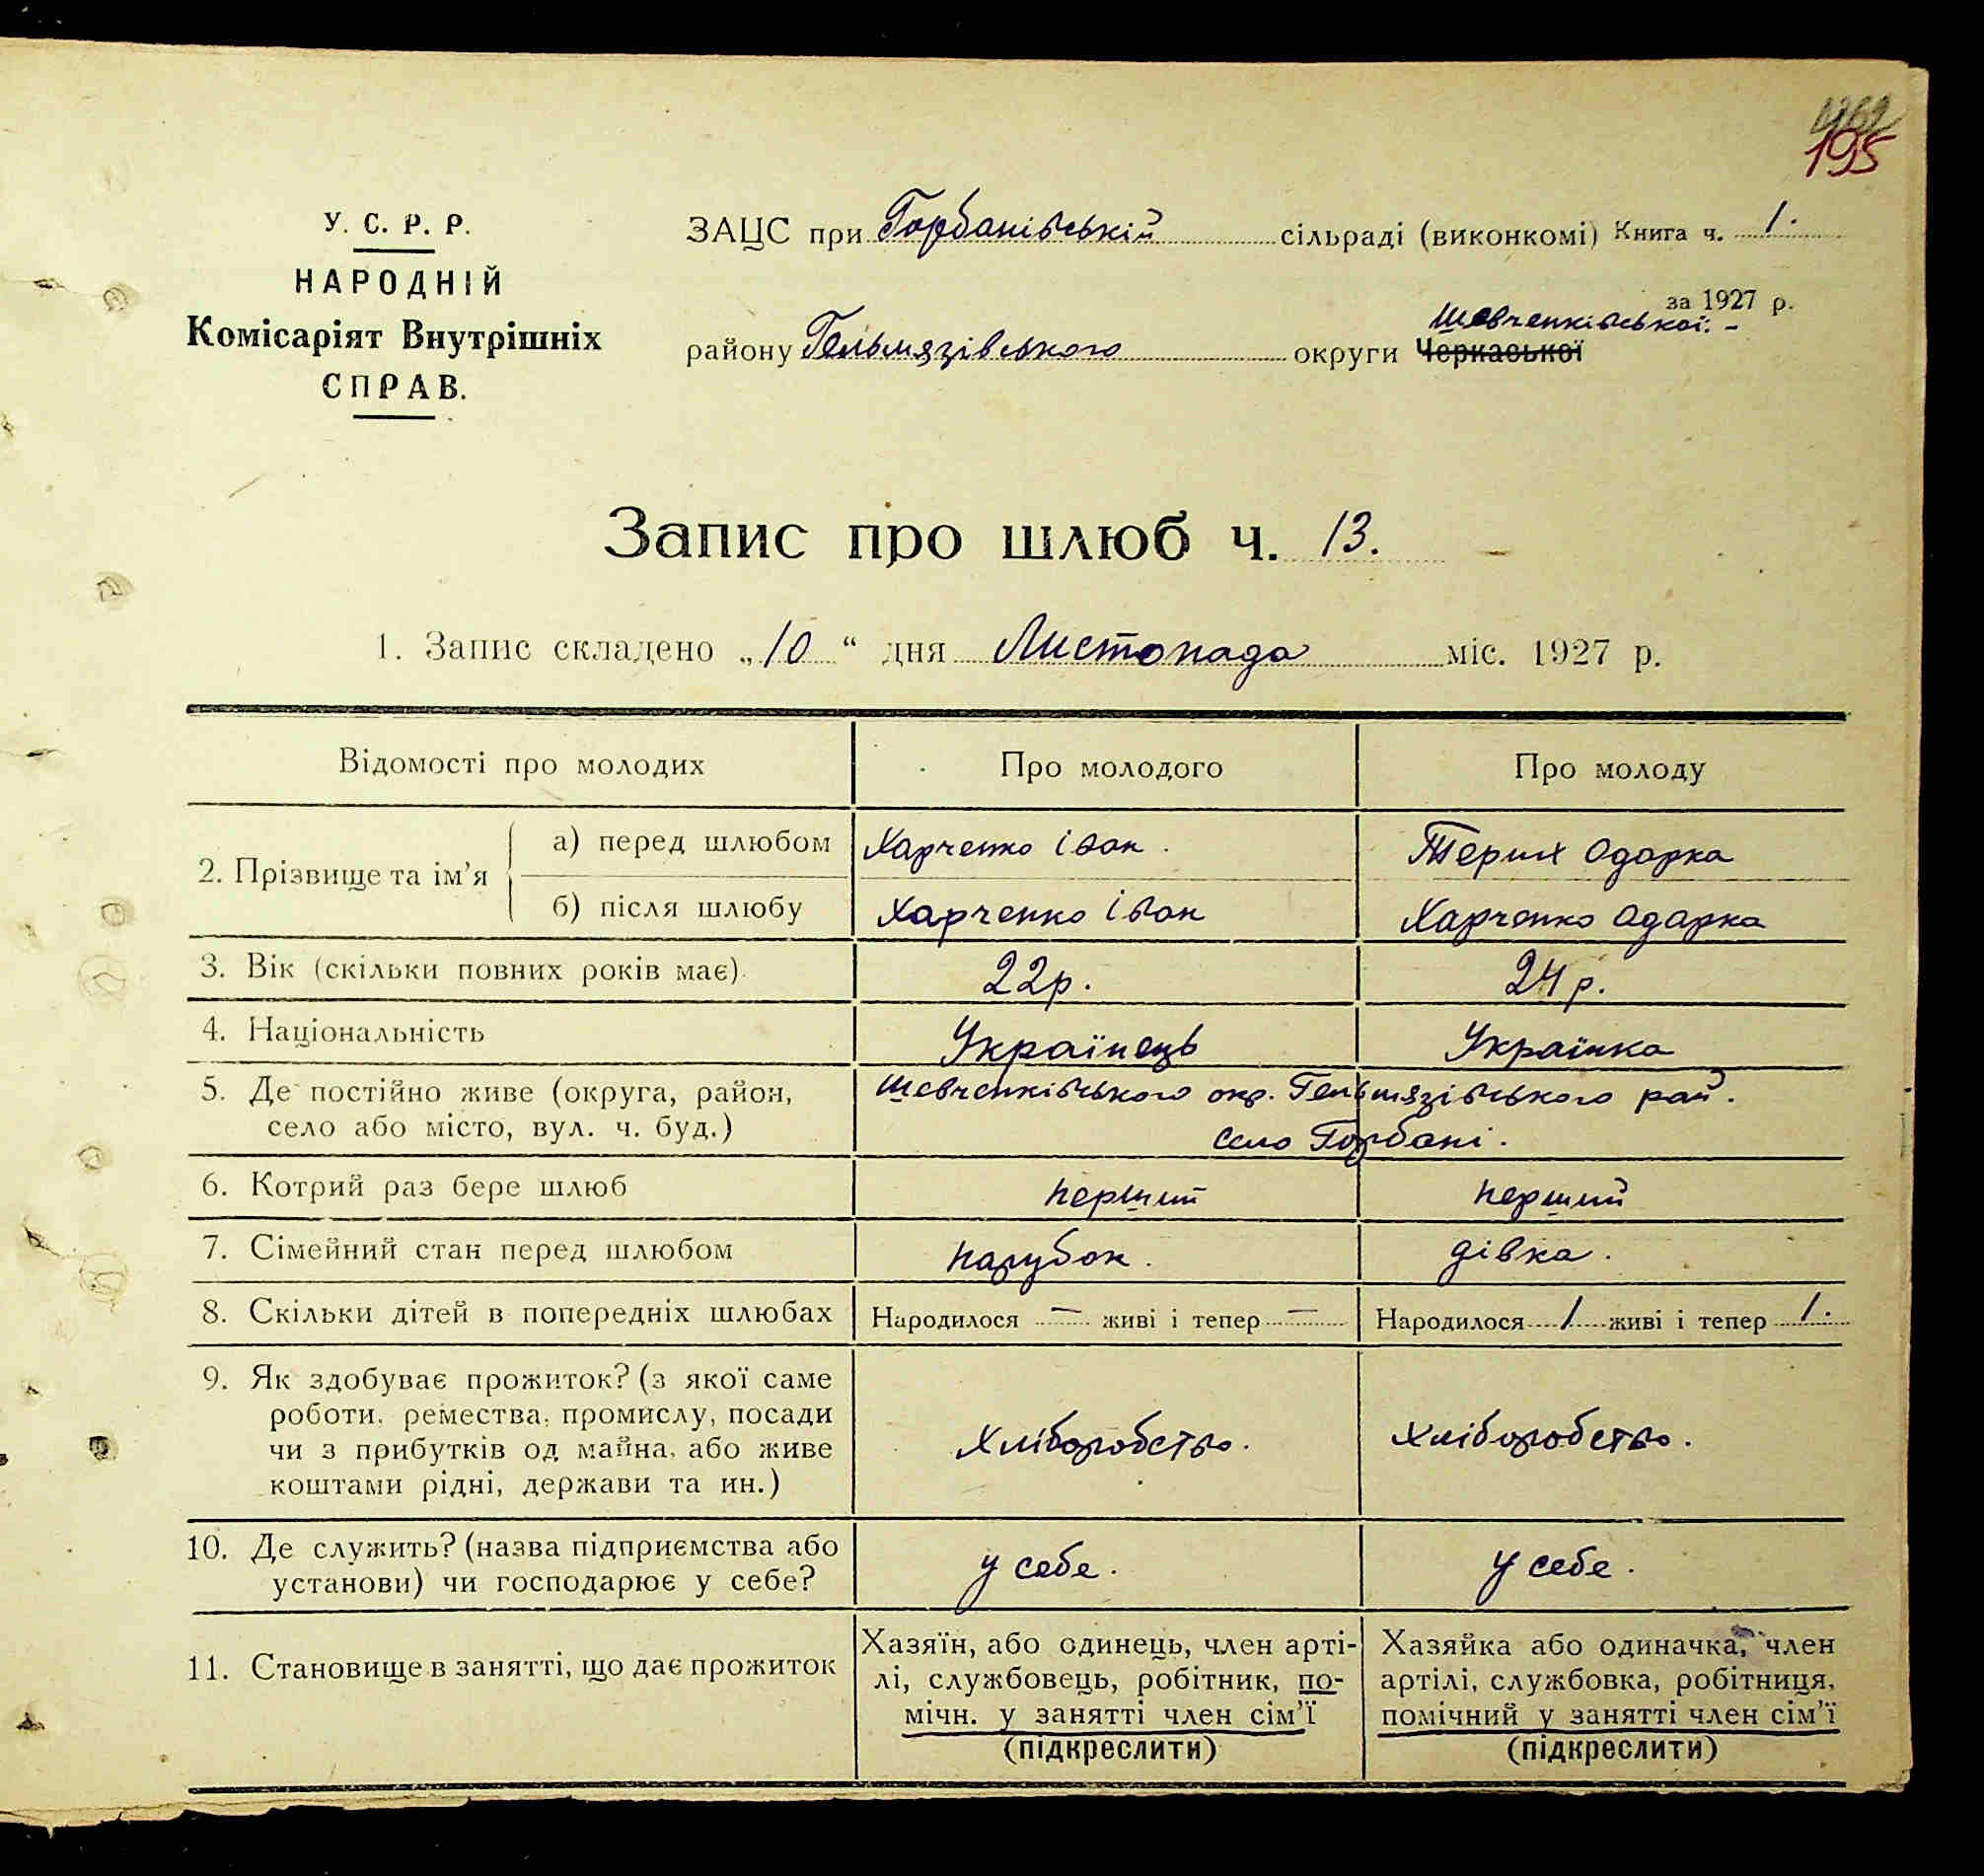 195
У. С. Р. Р.
НАРОДНІЙ
Комісаріят Внутрішніх
СПРАВ.
ЗАЦС при Горбанівській сільраді (виконкомі) Книга ч. 1.
за 1927 р.
Шевченківської. -
району Гельмязівського округи Черкаської
Запис про шлюб ч. 13.
1. Запис складено „10“ дня Листопада міс. 1927 р.
Відомості про молодих Про молодого Про молоду
2. Прізвище та ім’я
а) перед шлюбом Харченко Іван. Одарка
б) після шлюбу Харченко Іван Харченко Одарка
3. Вік (скільки повних років має) 22р. 24р.
4. Національність Українець Українка
5. Де постійно живе (округа, район, Шевченківського окр. Гельмязівського рай.
село або місто, вул. ч. буд.) село Горбані.
6. Котрий раз бере шлюб перший перший
7. Сімейний стан перед шлюбом парубок. дівка.
8. Скільки дітей в попередніх шлюбах Народилося — живі і тепер — Народилося 1 живі і тепер 1.
9. Як здобуває прожиток? (з якої саме
роботи, ремества, промислу, посади
чи з прибутків од майна, або живе Хліборобство. Хліборобство.
коштами рідні, держави та ин.)
10. Де служить? (назва підприємства або
установи) чи господарює у себе? у себе. у себе.
11. Становище в занятті, що дає прожиток
Хазяїн, або одинець, член арті-
лі, службовець, робітник, по-
мічн. у занятті член сім’ї
(підкреслити)
Хазяйка або одиначка, член
артілі, службовка, робітниця,
помічний у занятті член сім’ї
(підкреслити)